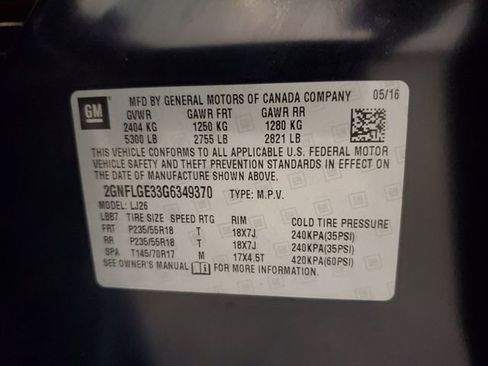 GM
MFD BY GENERAL MOTORS OF CANADA COMPANY 05/16
GVWR GAWR FRT GAWR RR
2404 KG 1250 KG 1280 KG
5300 LB 2755 LB 2821 LB
THIS VEHICLE CONFORMS TO ALL APPLICABLE U.S. FEDERAL MOTOR
VEHICLE SAFETY AND THEFT PREVENTION STANDARDS IN EFFECT ON
THE DATE OF MANUFACTURE SHOWN ABOVE.
2GNFLGE33G6349370 TYPE: M.P.V.
MODEL: LJ26
LBB7 TIRE SIZE SPEED RTG RIM COLD TIRE PRESSURE
FRT P235/55R18 T 18X7J 240KPA(35PSI)
RR P235/55R18 T 18X7J 240KPA(35PSI)
SPA T145/70R17 M 17X4.5T 420KPA(60PSI)
SEE OWNER'S MANUAL FOR MORE INFORMATION.